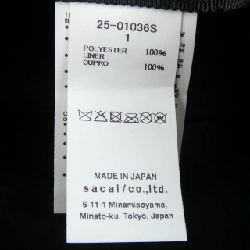 25-01036S
1
POLYESTER 100%
LINER
CUPRO 100%
MADE IN JAPAN
sacai/co.,ltd.
6-11-1 Minamiaoyama,
Minato-ku, Tokyo, Japan